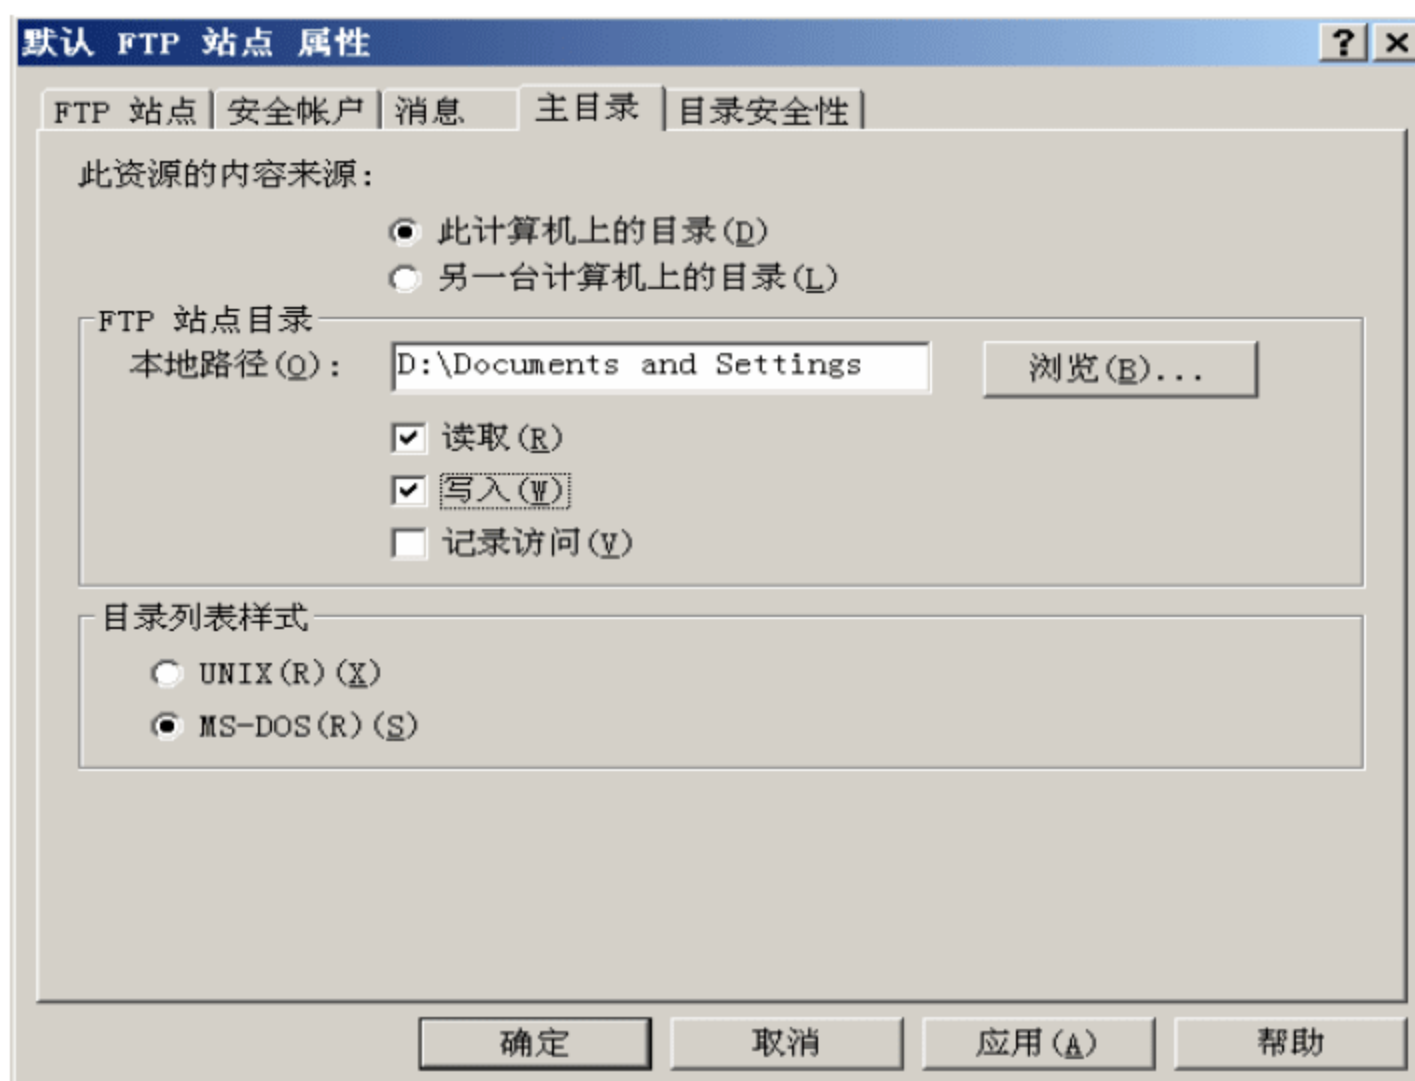 默认 FTP 站点 属性
FTP 站点 安全帐户 消息 主目录 目录安全性
此资源的内容来源:
此计算机上的目录(D)
另一台计算机上的目录(L)
FTP 站点目录
本地路径(O): D:\Documents and Settings 浏览(B)...
读取(R)
写入(W)
记录访问(V)
目录列表样式
UNIX(R)(X)
MS-DOS(R)(S)
确定 取消 应用(A) 帮助